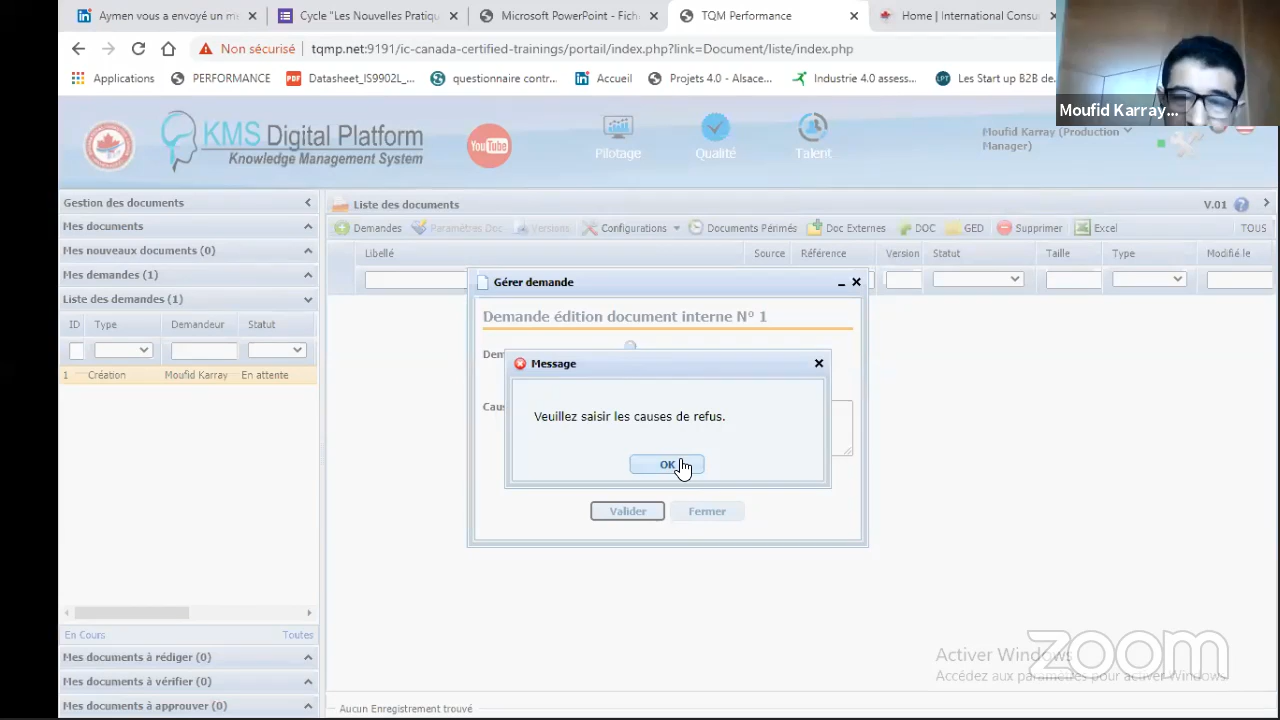 Aymen vous a envoyé un m
Cycle "Les Nouvelles Pratiqu
Microsoft PowerPoint - Fich
TQM Performance
Home | International Consu
Non sécurisé
tqmp.net:9191/ic-canada-certified-trainings/portail/index.php?link=Document/liste/index.php
Applications
PERFORMANCE
Datasheet_IS9902L_...
questionnaire contr...
Accueil
Projets 4.0 - Alsace...
Industrie 4.0 assess...
Les Start up B2B de
Moufid Karray...
KMS Digital Platform
Knowledge Management System
YouTube
Pilotage
Qualité
Talent
Moufid Karray (Production
Manager)
Gestion des documents
Mes documents
Mes nouveaux documents (0)
Mes demandes (1)
Liste des demandes (1)
ID Type Demandeur Statut
1 Création Moufid Karray En attente
En Cours Toutes
Mes documents à rédiger (0)
Mes documents à vérifier (0)
Mes documents à approuver (0)
Liste des documents
V.01
Demandes Paramètres Doc Versions Configurations Documents Périmés Doc Externes DOC GED Supprimer Excel TOUS
Libellé Source Référence Version Statut Taille Type Modifié le
Gérer demande
Demande édition document interne N° 1
Dem
Caus
Message
Veuillez saisir les causes de refus.
OK
Valider
Fermer
Activer Windows
Accédez aux paramètres pour activer Windows.
zoom
Aucun Enregistrement trouvé